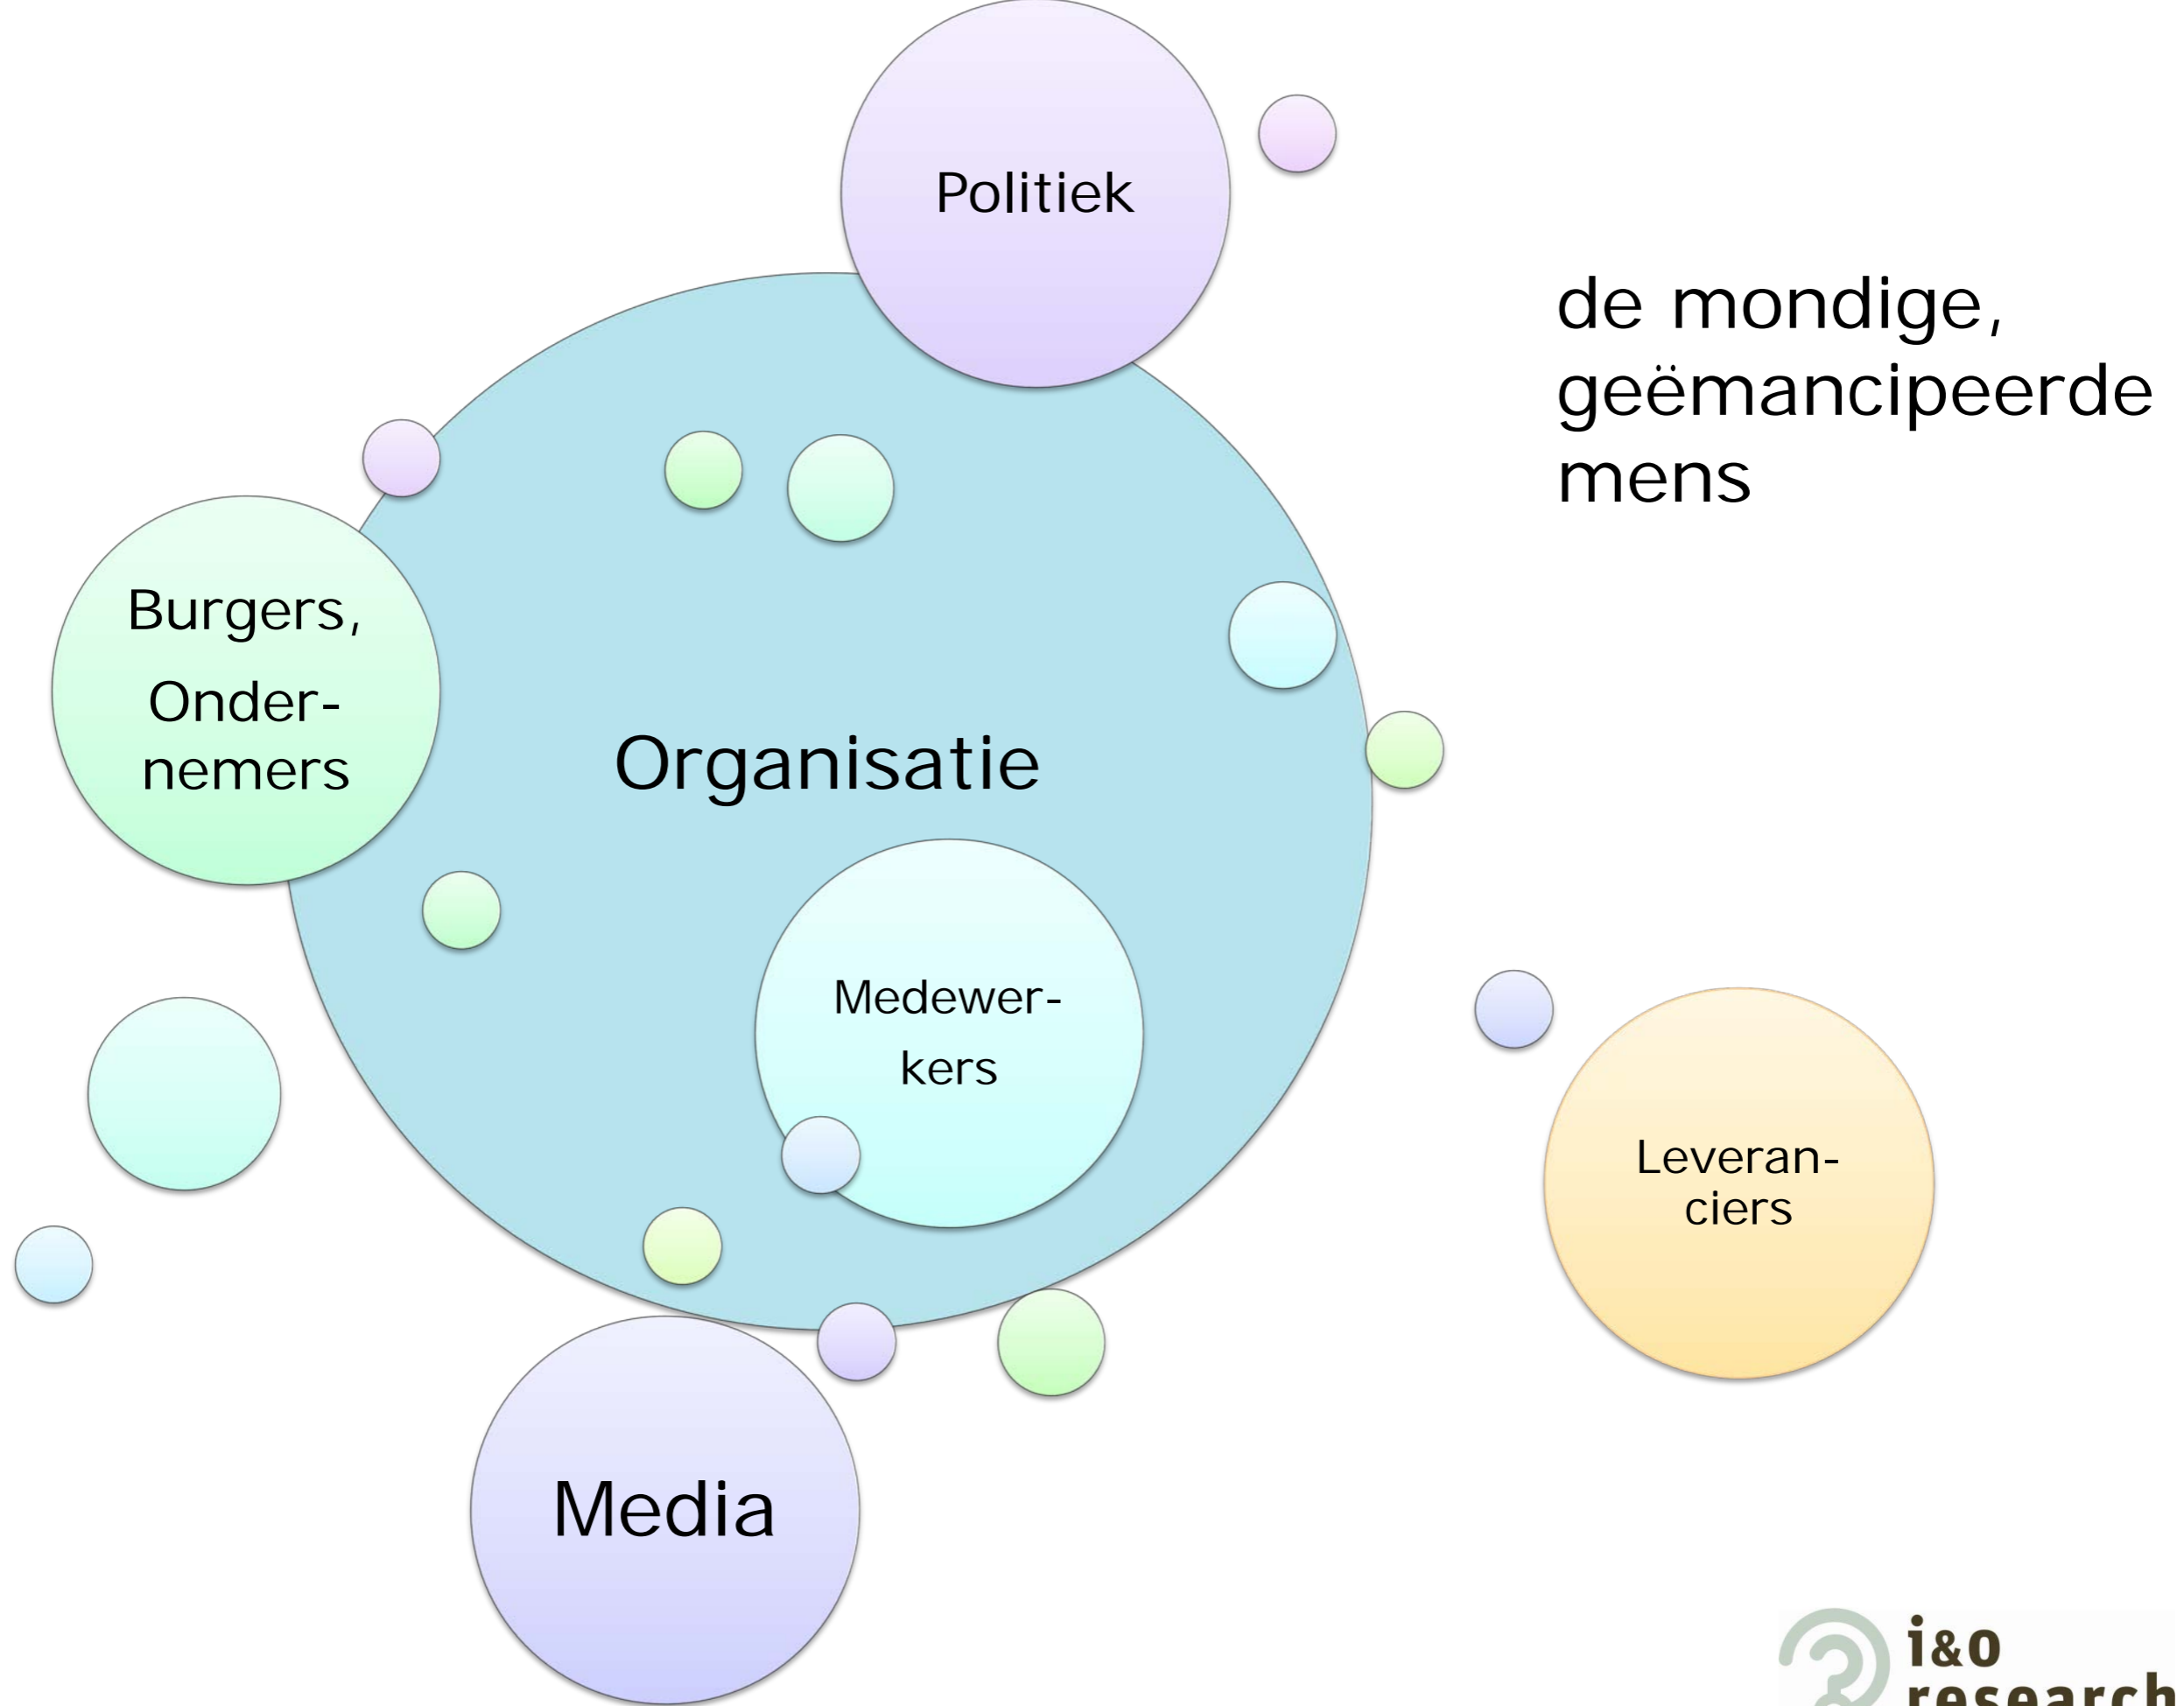 Politiek
de mondige,
geëmancipeerde
mens
Burgers,
Onder-
nemers
Organisatie
Medewer-
kers
Leveran-
ciers
Media
i&o
research